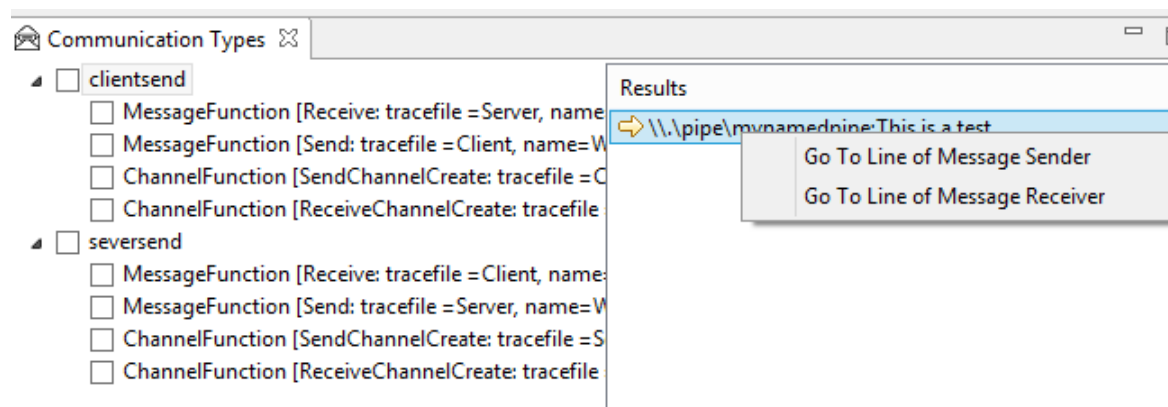 Communication Types
clientsend
MessageFunction [Receive: tracefile =Server, name
MessageFunction [Send: tracefile =Client, name=W
ChannelFunction [SendChannelCreate: tracefile =C
ChannelFunction [ReceiveChannelCreate: tracefile
seversend
MessageFunction [Receive: tracefile =Client, name=
MessageFunction [Send: tracefile =Server, name=W
ChannelFunction [SendChannelCreate: tracefile =S
ChannelFunction [ReceiveChannelCreate: tracefile
Results
\\.\pipe\mynamedpipe:This is a test
Go To Line of Message Sender
Go To Line of Message Receiver